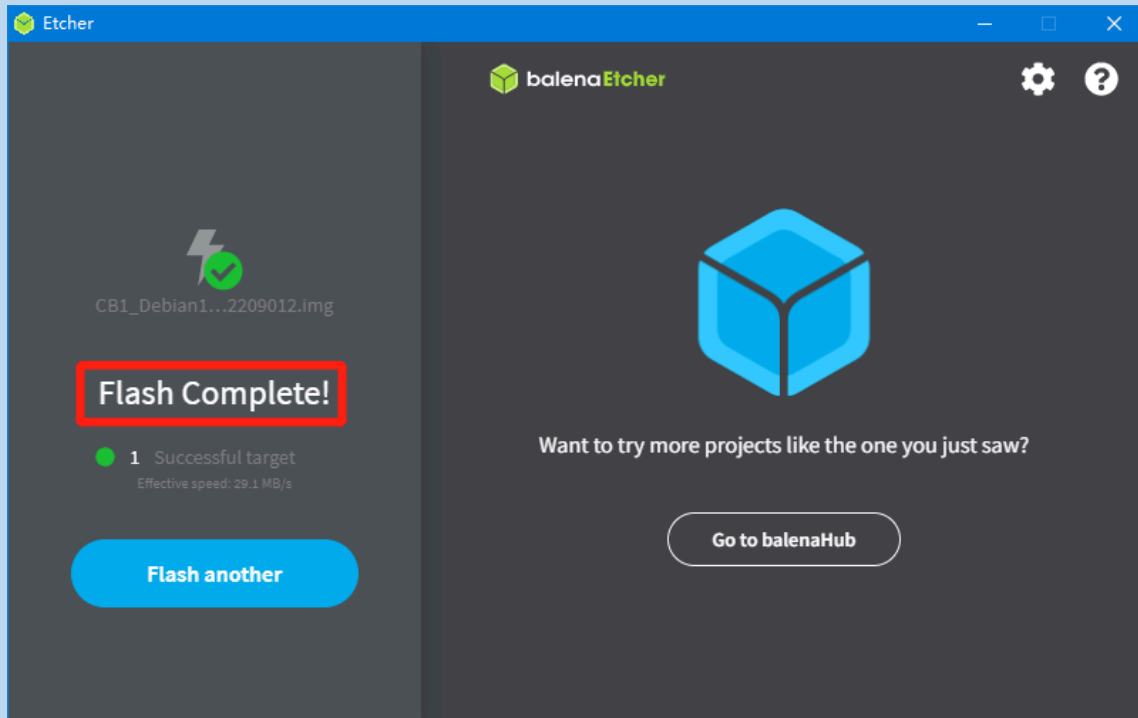 Etcher
balenaEtcher
CB1_Debian1...2209012.img
Flash Complete!
1 Successful target
Effective speed: 29.1 MB/s
Flash another
Want to try more projects like the one you just saw?
Go to balenaHub